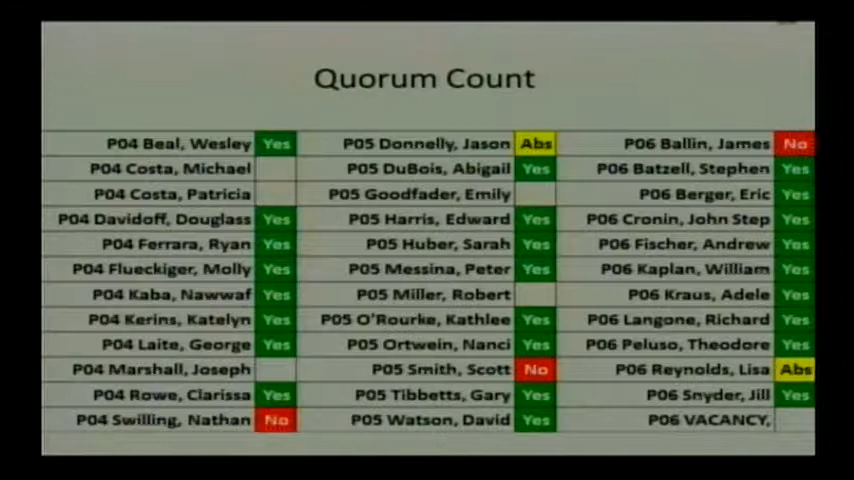 Quorum Count
P04 Beal, Wesley Yes P05 Donnelly, Jason Abs P06 Ballin, James No
P04 Costa, Michael P05 DuBois, Abigail Yes P06 Batzell, Stephen Yes
P04 Costa, Patricia P05 Goodfader, Emily P06 Berger, Eric Yes
P04 Davidoff, Douglass Yes P05 Harris, Edward Yes P06 Cronin, John Step Yes
P04 Ferrara, Ryan Yes P05 Huber, Sarah Yes P06 Fischer, Andrew Yes
P04 Flueckiger, Molly Yes P05 Messina, Peter Yes P06 Kaplan, William Yes
P04 Kaba, Nawwaf Yes P05 Miller, Robert P06 Kraus, Adele Yes
P04 Kerins, Katelyn Yes P05 O'Rourke, Kathlee Yes P06 Langone, Richard Yes
P04 Laite, George Yes P05 Ortwein, Nanci Yes P06 Peluso, Theodore Yes
P04 Marshall, Joseph P05 Smith, Scott No P06 Reynolds, Lisa Abs
P04 Rowe, Clarissa Yes P05 Tibbetts, Gary Yes P06 Snyder, Jill Yes
P04 Swilling, Nathan No P05 Watson, David Yes P06 VACANCY,